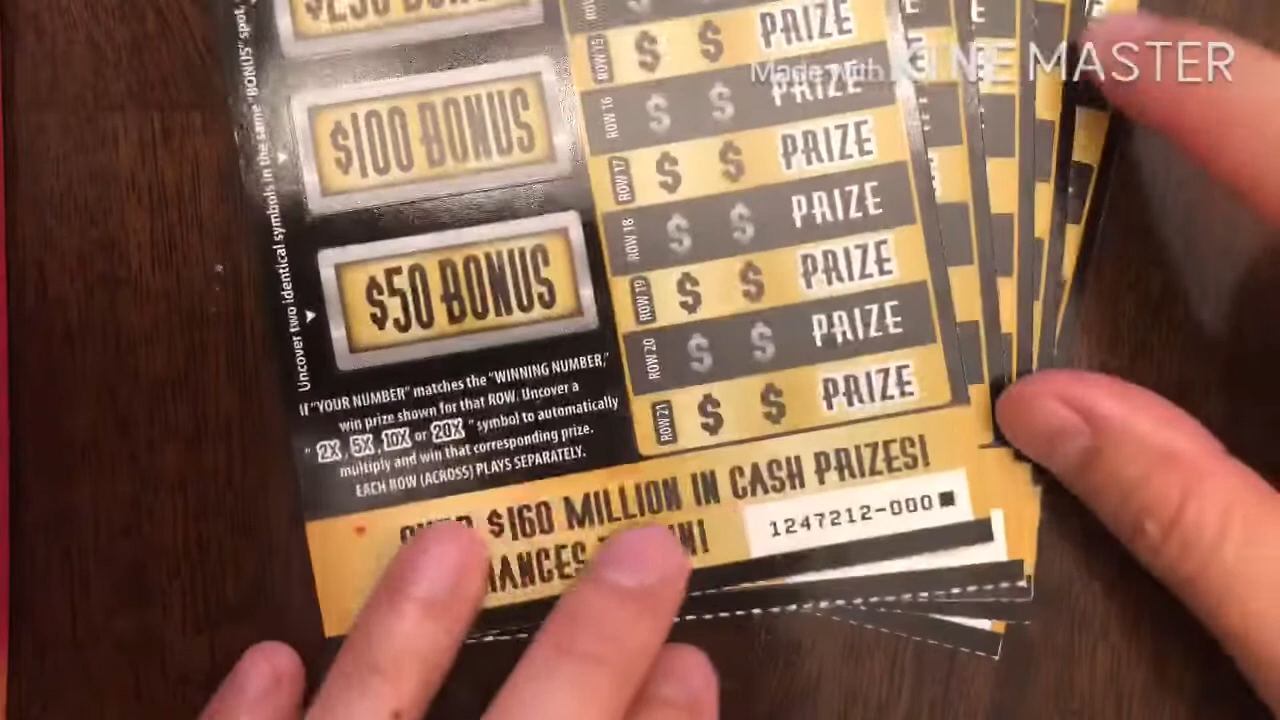 $250 BONUS
$100 BONUS
$50 BONUS
Uncover two identical symbols in the same "BONUS" spot,
If "YOUR NUMBER" matches the "WINNING NUMBER,"
win prize shown for that ROW. Uncover a
"2X, 5X, 10X or 20X" symbol to automatically
multiply and win that corresponding prize.
EACH ROW (ACROSS) PLAYS SEPARATELY.
ROW 15 $ $ PRIZE
Made with KINEMASTER
ROW 16 $ $ PRIZE
ROW 17 $ $ PRIZE
ROW 18 $ $ PRIZE
ROW 19 $ $ PRIZE
ROW 20 $ $ PRIZE
ROW 21 $ $ PRIZE
$160 MILLION IN CASH PRIZES!
1247212-000